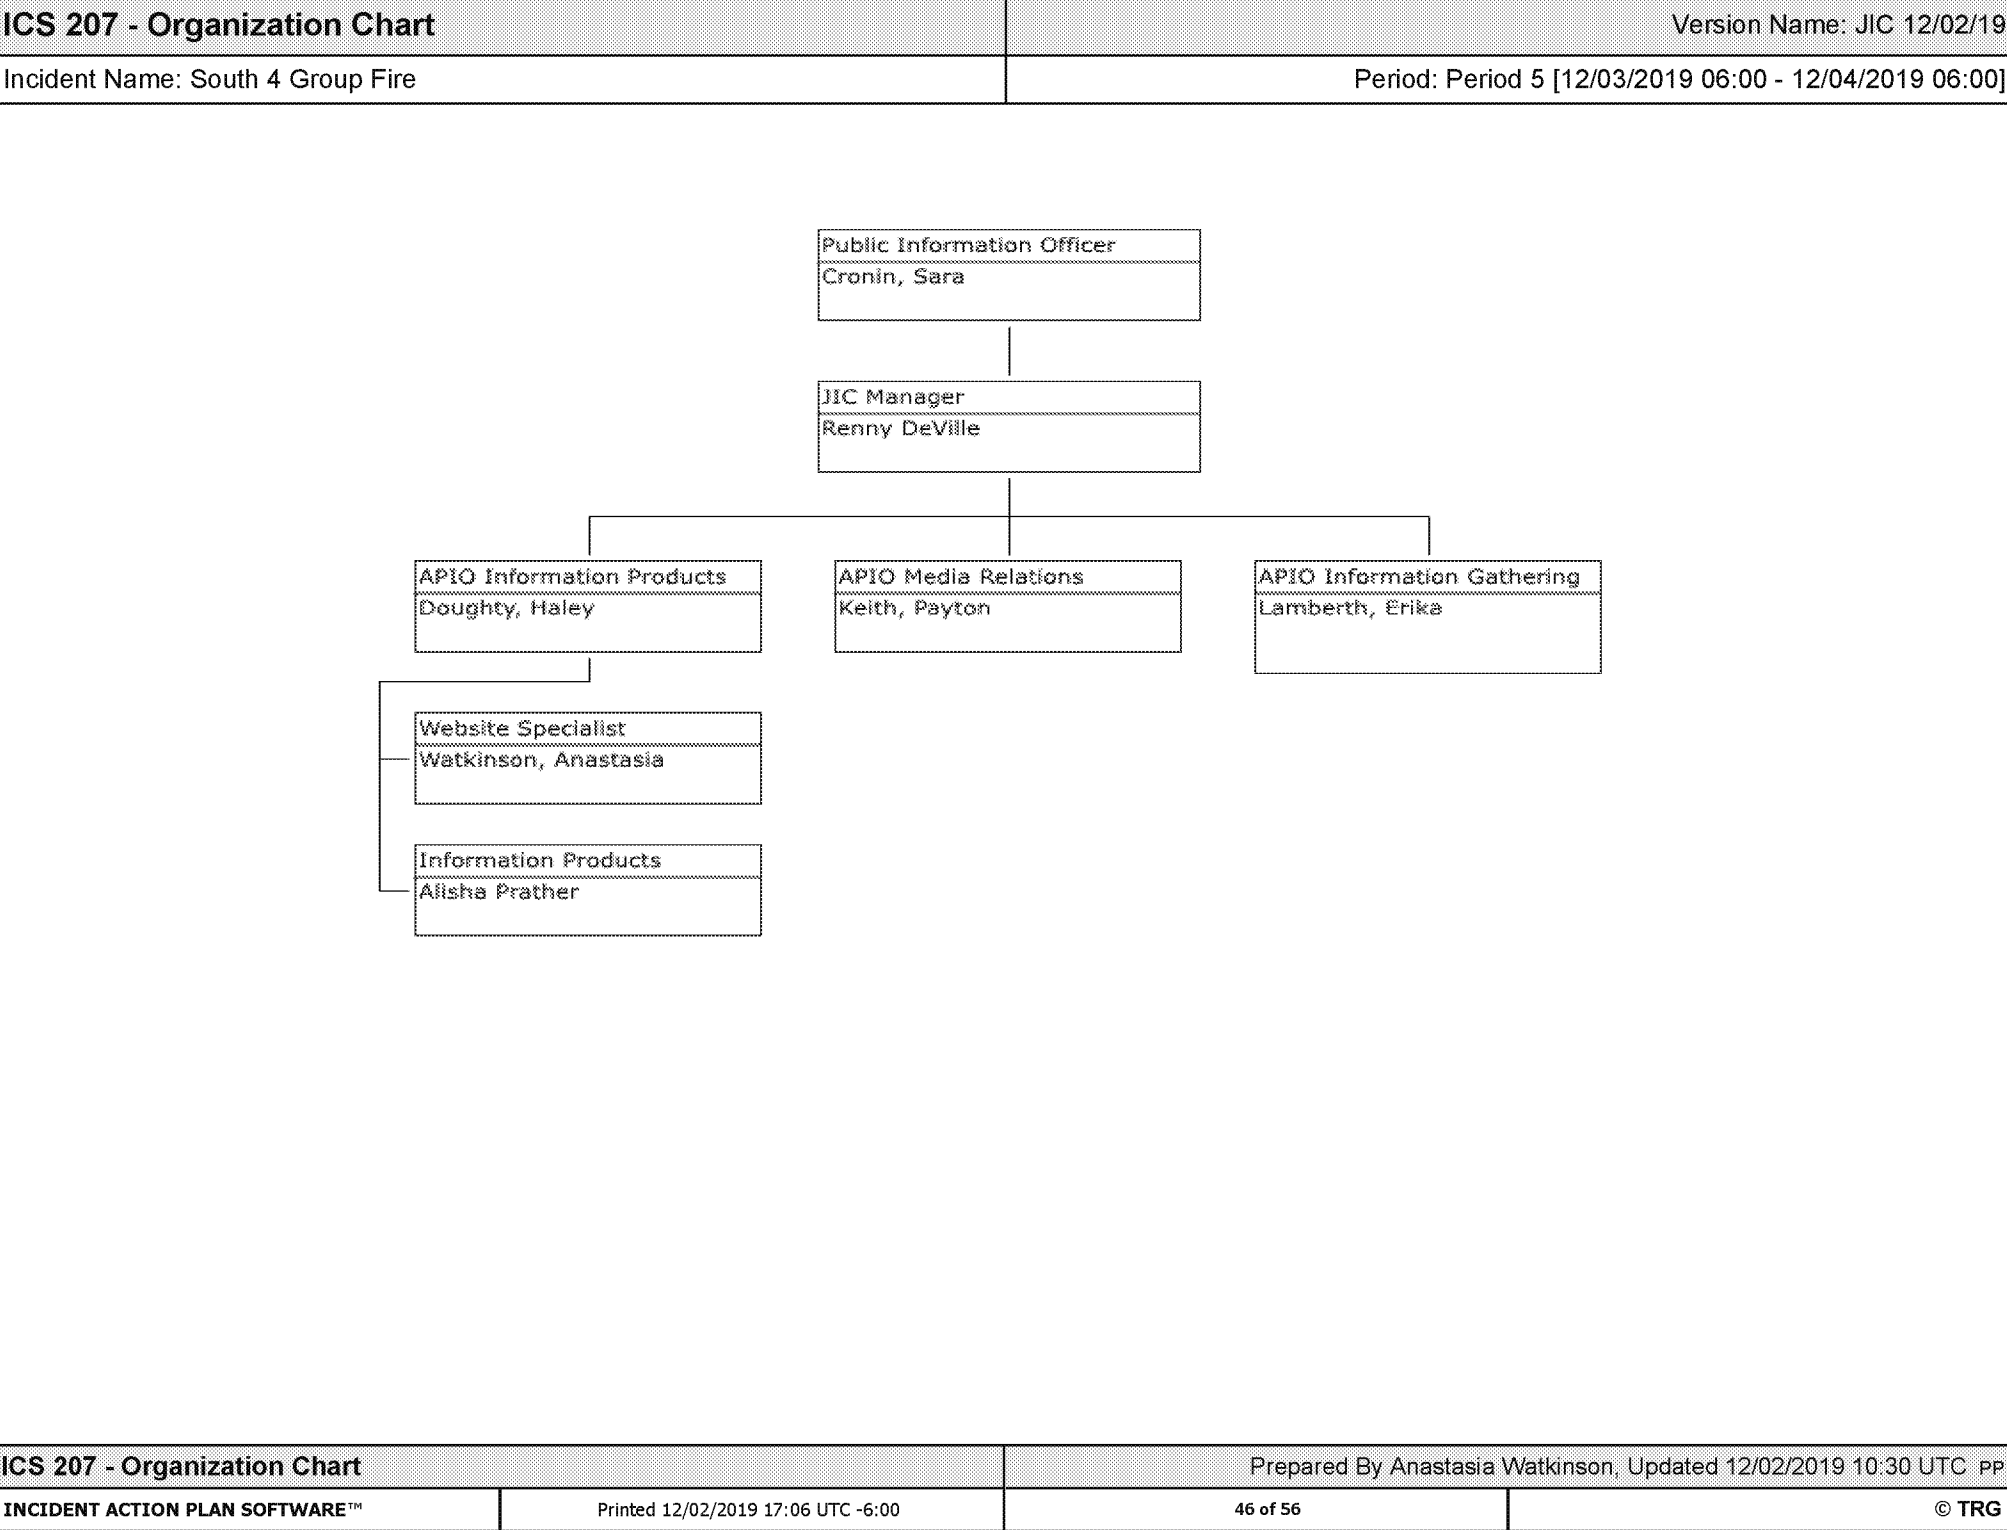 ICS 207 - Organization Chart
Version Name: JIC 12/02/19
Incident Name: South 4 Group Fire
Period: Period 5 [12/03/2019 06:00 - 12/04/2019 06:00]
Public Information Officer
Cronin, Sara
JIC Manager
Renny DeVille
APIO Information Products
Doughty, Haley
APIO Media Relations
Keith, Payton
APIO Information Gathering
Lamberth, Erika
Website Specialist
Watkinson, Anastasia
Information Products
Alisha Prather
ICS 207 - Organization Chart
Prepared By Anastasia Watkinson, Updated 12/02/2019 10:30 UTC PP
INCIDENT ACTION PLAN SOFTWARE™
Printed 12/02/2019 17:06 UTC -6:00
46 of 56
© TRG